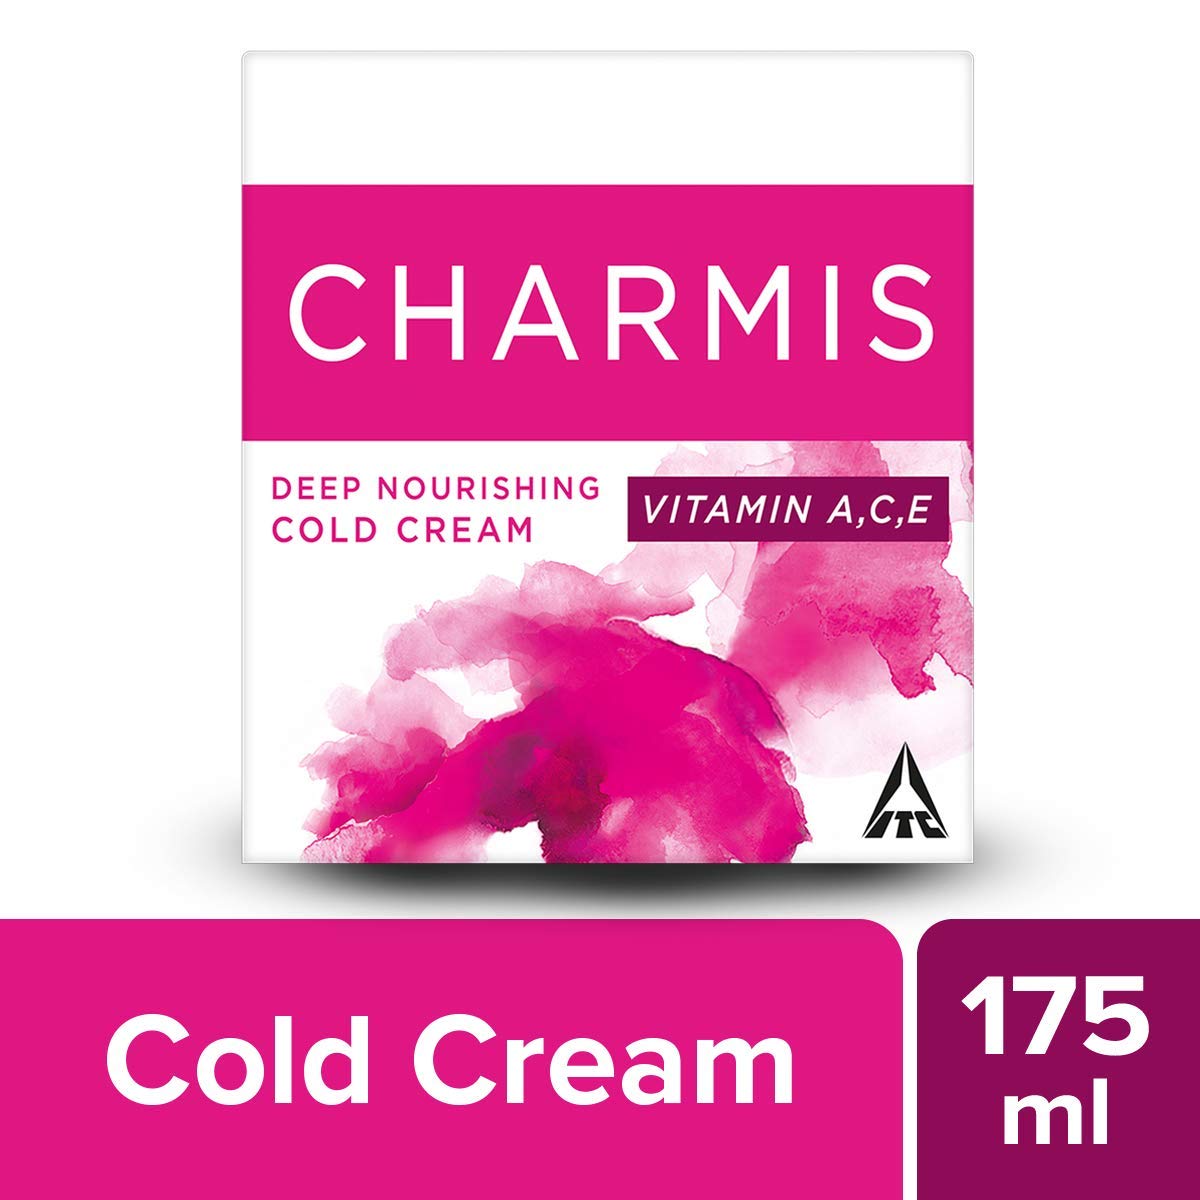 CHARMIS
DEEP NOURISHING
COLD CREAM
VITAMIN A,C,E
ITC
Cold Cream
175
ml